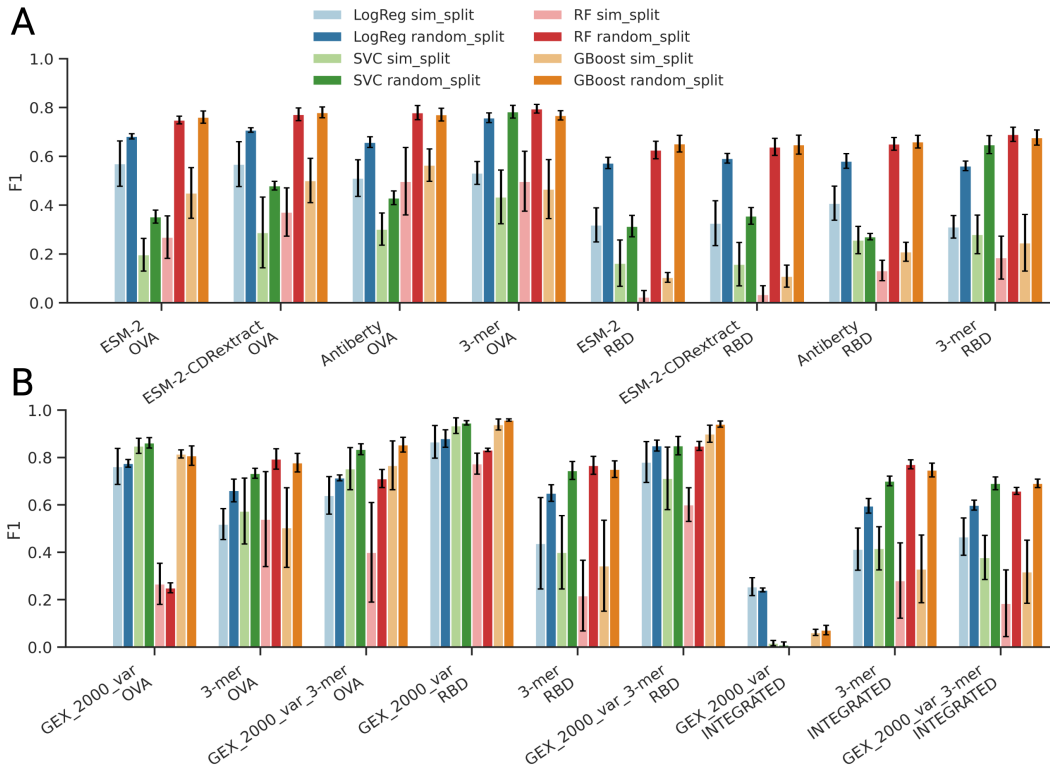 A
LogReg sim_split
LogReg random_split
SVC sim_split
SVC random_split
RF sim_split
RF random_split
GBoost sim_split
GBoost random_split
F1
1.0
0.8
0.6
0.4
0.2
0.0
ESM-2
OVA
ESM-2-CDRextract
OVA
Antiberty
OVA
3-mer
OVA
ESM-2
RBD
ESM-2-CDRextract
RBD
Antiberty
RBD
3-mer
RBD
B
F1
1.0
0.8
0.6
0.4
0.2
0.0
GEX_2000_var
OVA
3-mer
OVA
GEX_2000_var_3-mer
OVA
GEX_2000_var
RBD
3-mer
RBD
GEX_2000_var_3-mer
RBD
GEX_2000_var
INTEGRATED
3-mer
INTEGRATED
GEX_2000_var_3-mer
INTEGRATED